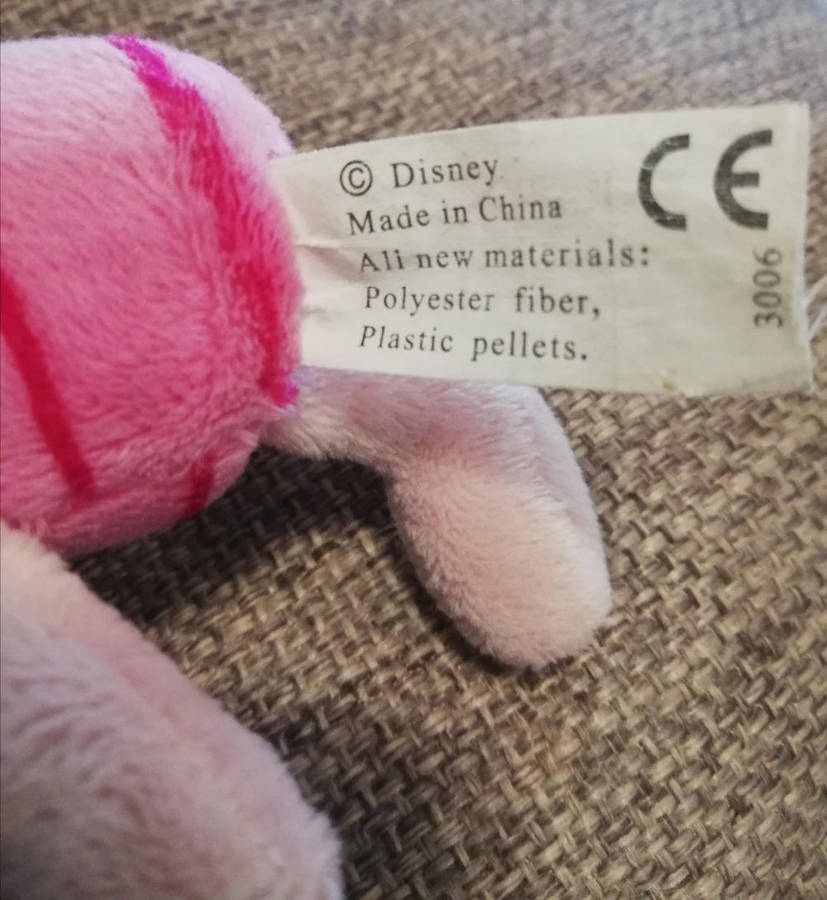 © Disney
Made in China
All new materials:
Polyester fiber,
Plastic pellets.
CE
3006